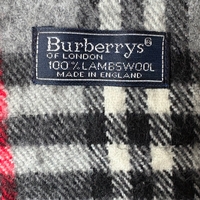 Burberrys®
OF LONDON
100% LAMBSWOOL
MADE IN ENGLAND